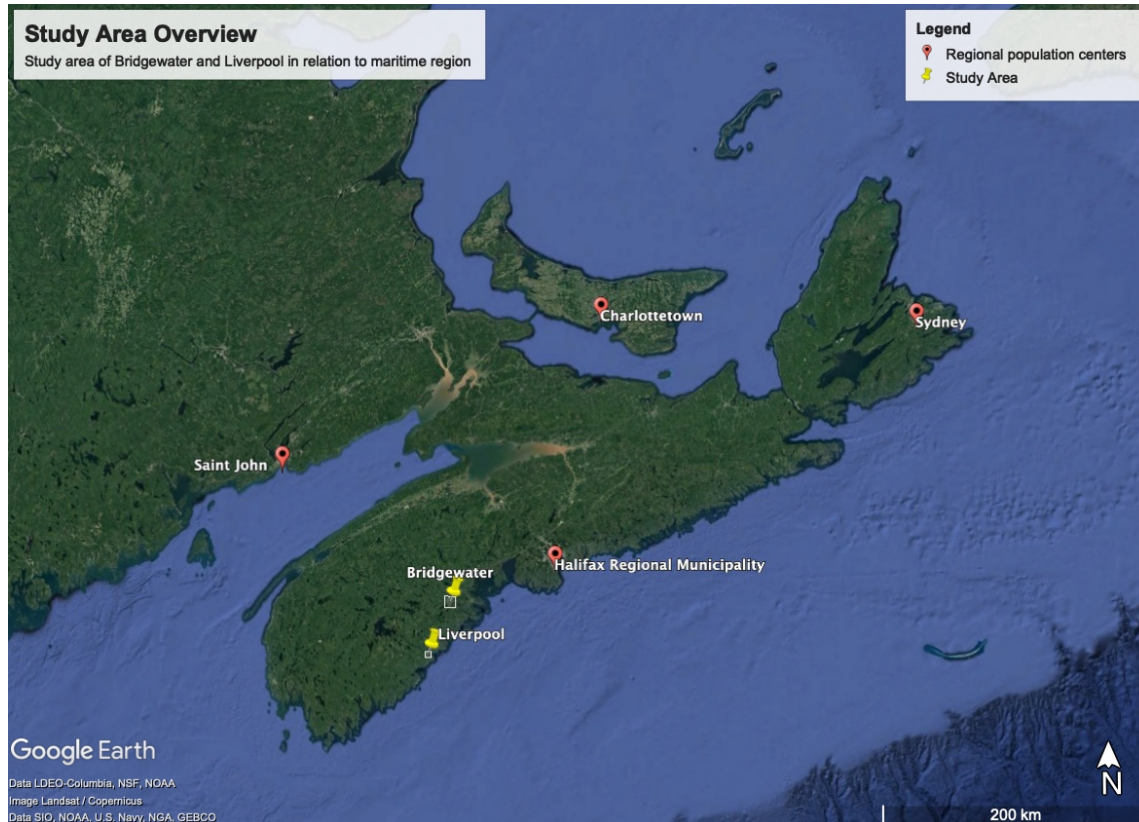 Study Area Overview
Study area of Bridgewater and Liverpool in relation to maritime region
Legend
Regional population centers
Study Area
Charlottetown
Sydney
Saint John
Halifax Regional Municipality
Bridgewater
Liverpool
Google Earth
Data LDEO-Columbia, NSF, NOAA
Image Landsat / Copernicus
Data SIO, NOAA, U.S. Navy, NGA, GEBCO
N
200 km